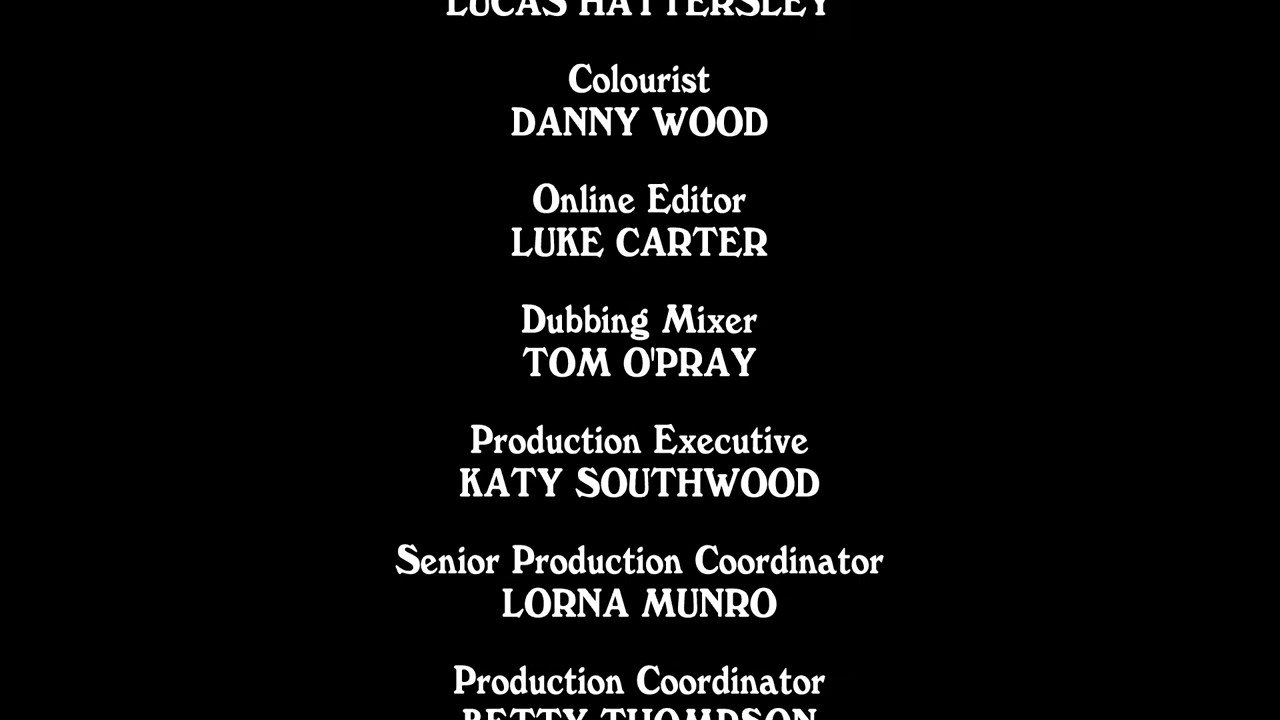 LUCAS HATTERSLEY
Colourist
DANNY WOOD
Online Editor
LUKE CARTER
Dubbing Mixer
TOM O'PRAY
Production Executive
KATY SOUTHWOOD
Senior Production Coordinator
LORNA MUNRO
Production Coordinator
BETTY THOMPSON